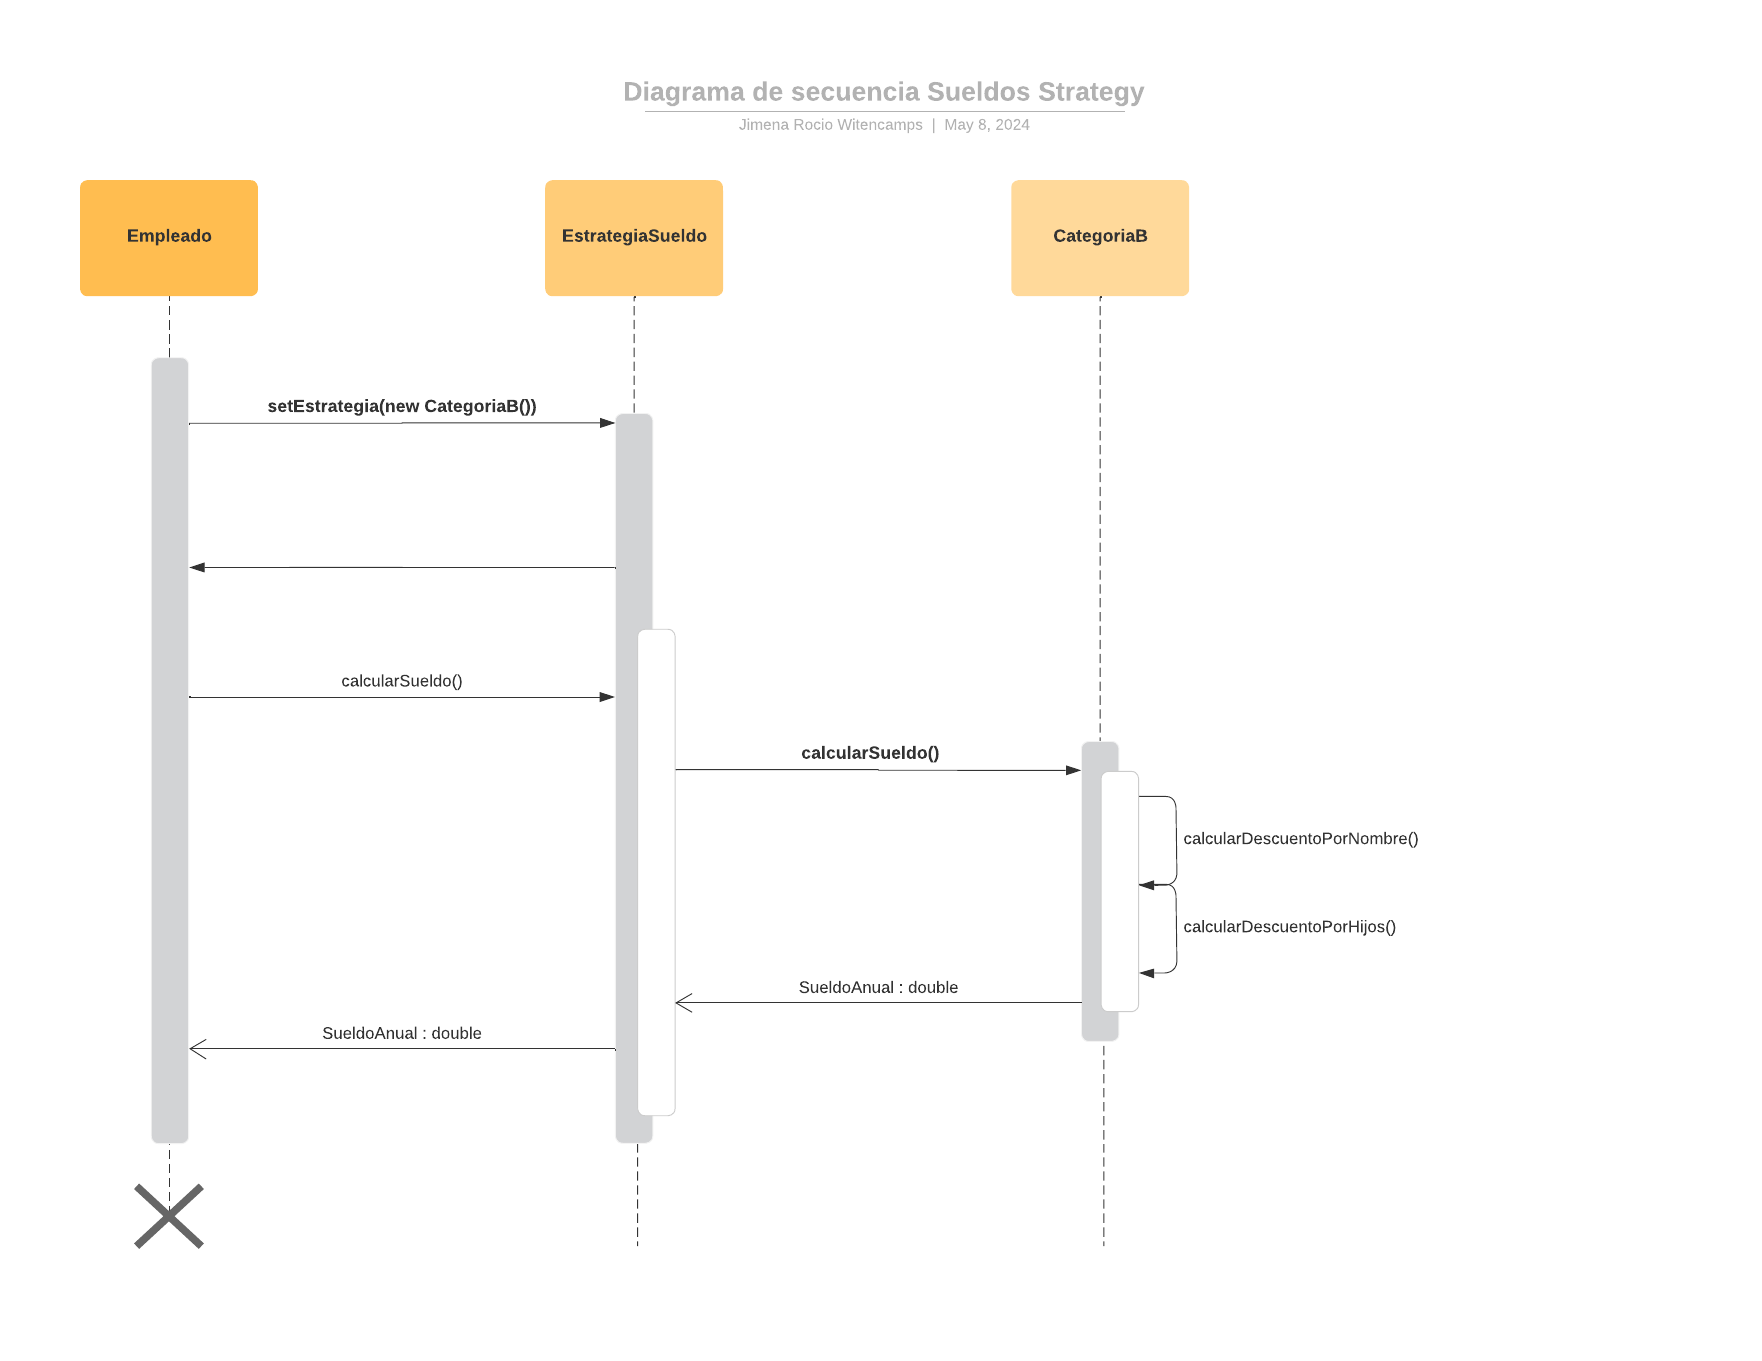 Diagrama de secuencia Sueldos Strategy
Jimena Rocio Witencamps | May 8, 2024
Empleado
EstrategiaSueldo
CategoriaB
setEstrategia(new CategoriaB())
calcularSueldo()
calcularSueldo()
calcularDescuentoPorNombre()
calcularDescuentoPorHijos()
SueldoAnual : double
SueldoAnual : double